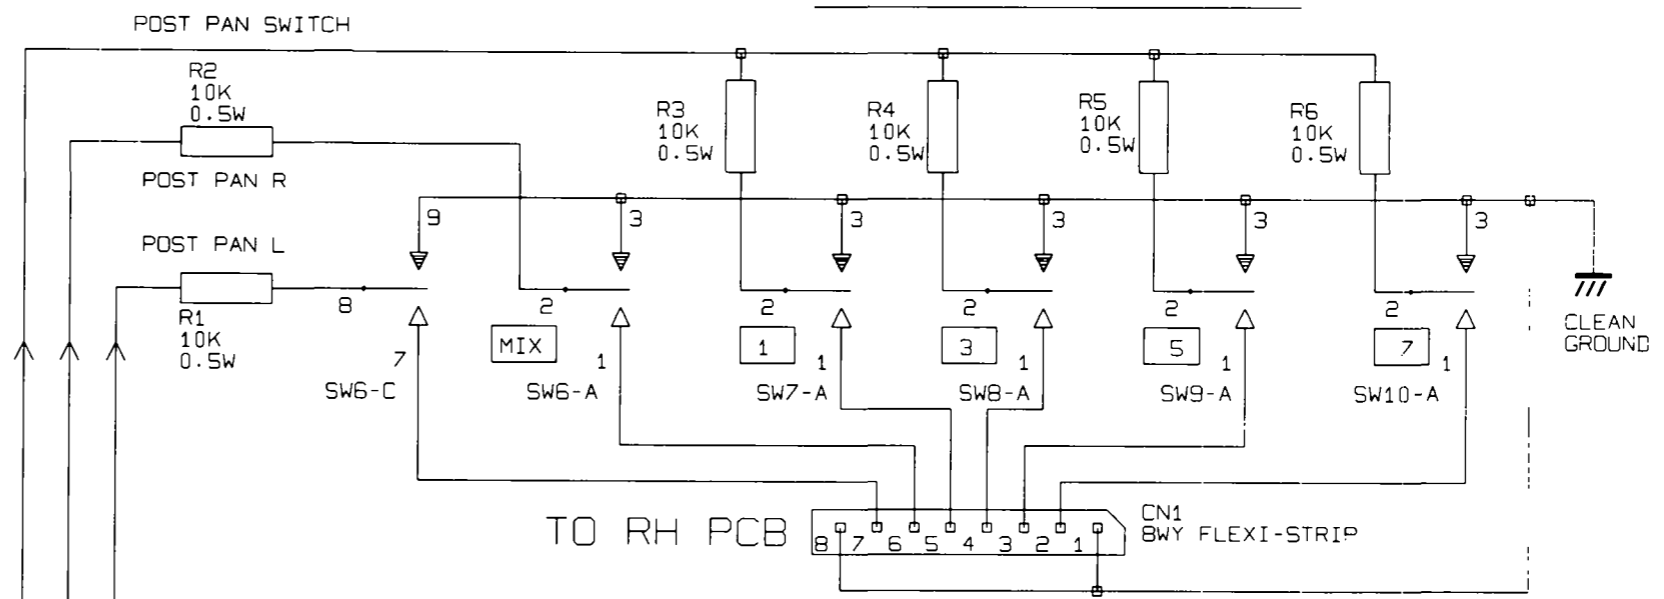 POST PAN SWITCH
R2
10K
0.5W
R3
10K
0.5W
R4
10K
0.5W
R5
10K
0.5W
R6
10K
0.5W
POST PAN R
9
3
3
3
3
3
POST PAN L
8
2
2
2
2
2
R1
10K
0.5W
MIX
1
3
5
7
CLEAN
GROUND
7
1
1
1
1
1
SW6-C
SW6-A
SW7-A
SW8-A
SW9-A
SW10-A
TO RH PCB
8 7 6 5 4 3 2 1
CN1
8WY FLEXI-STRIP